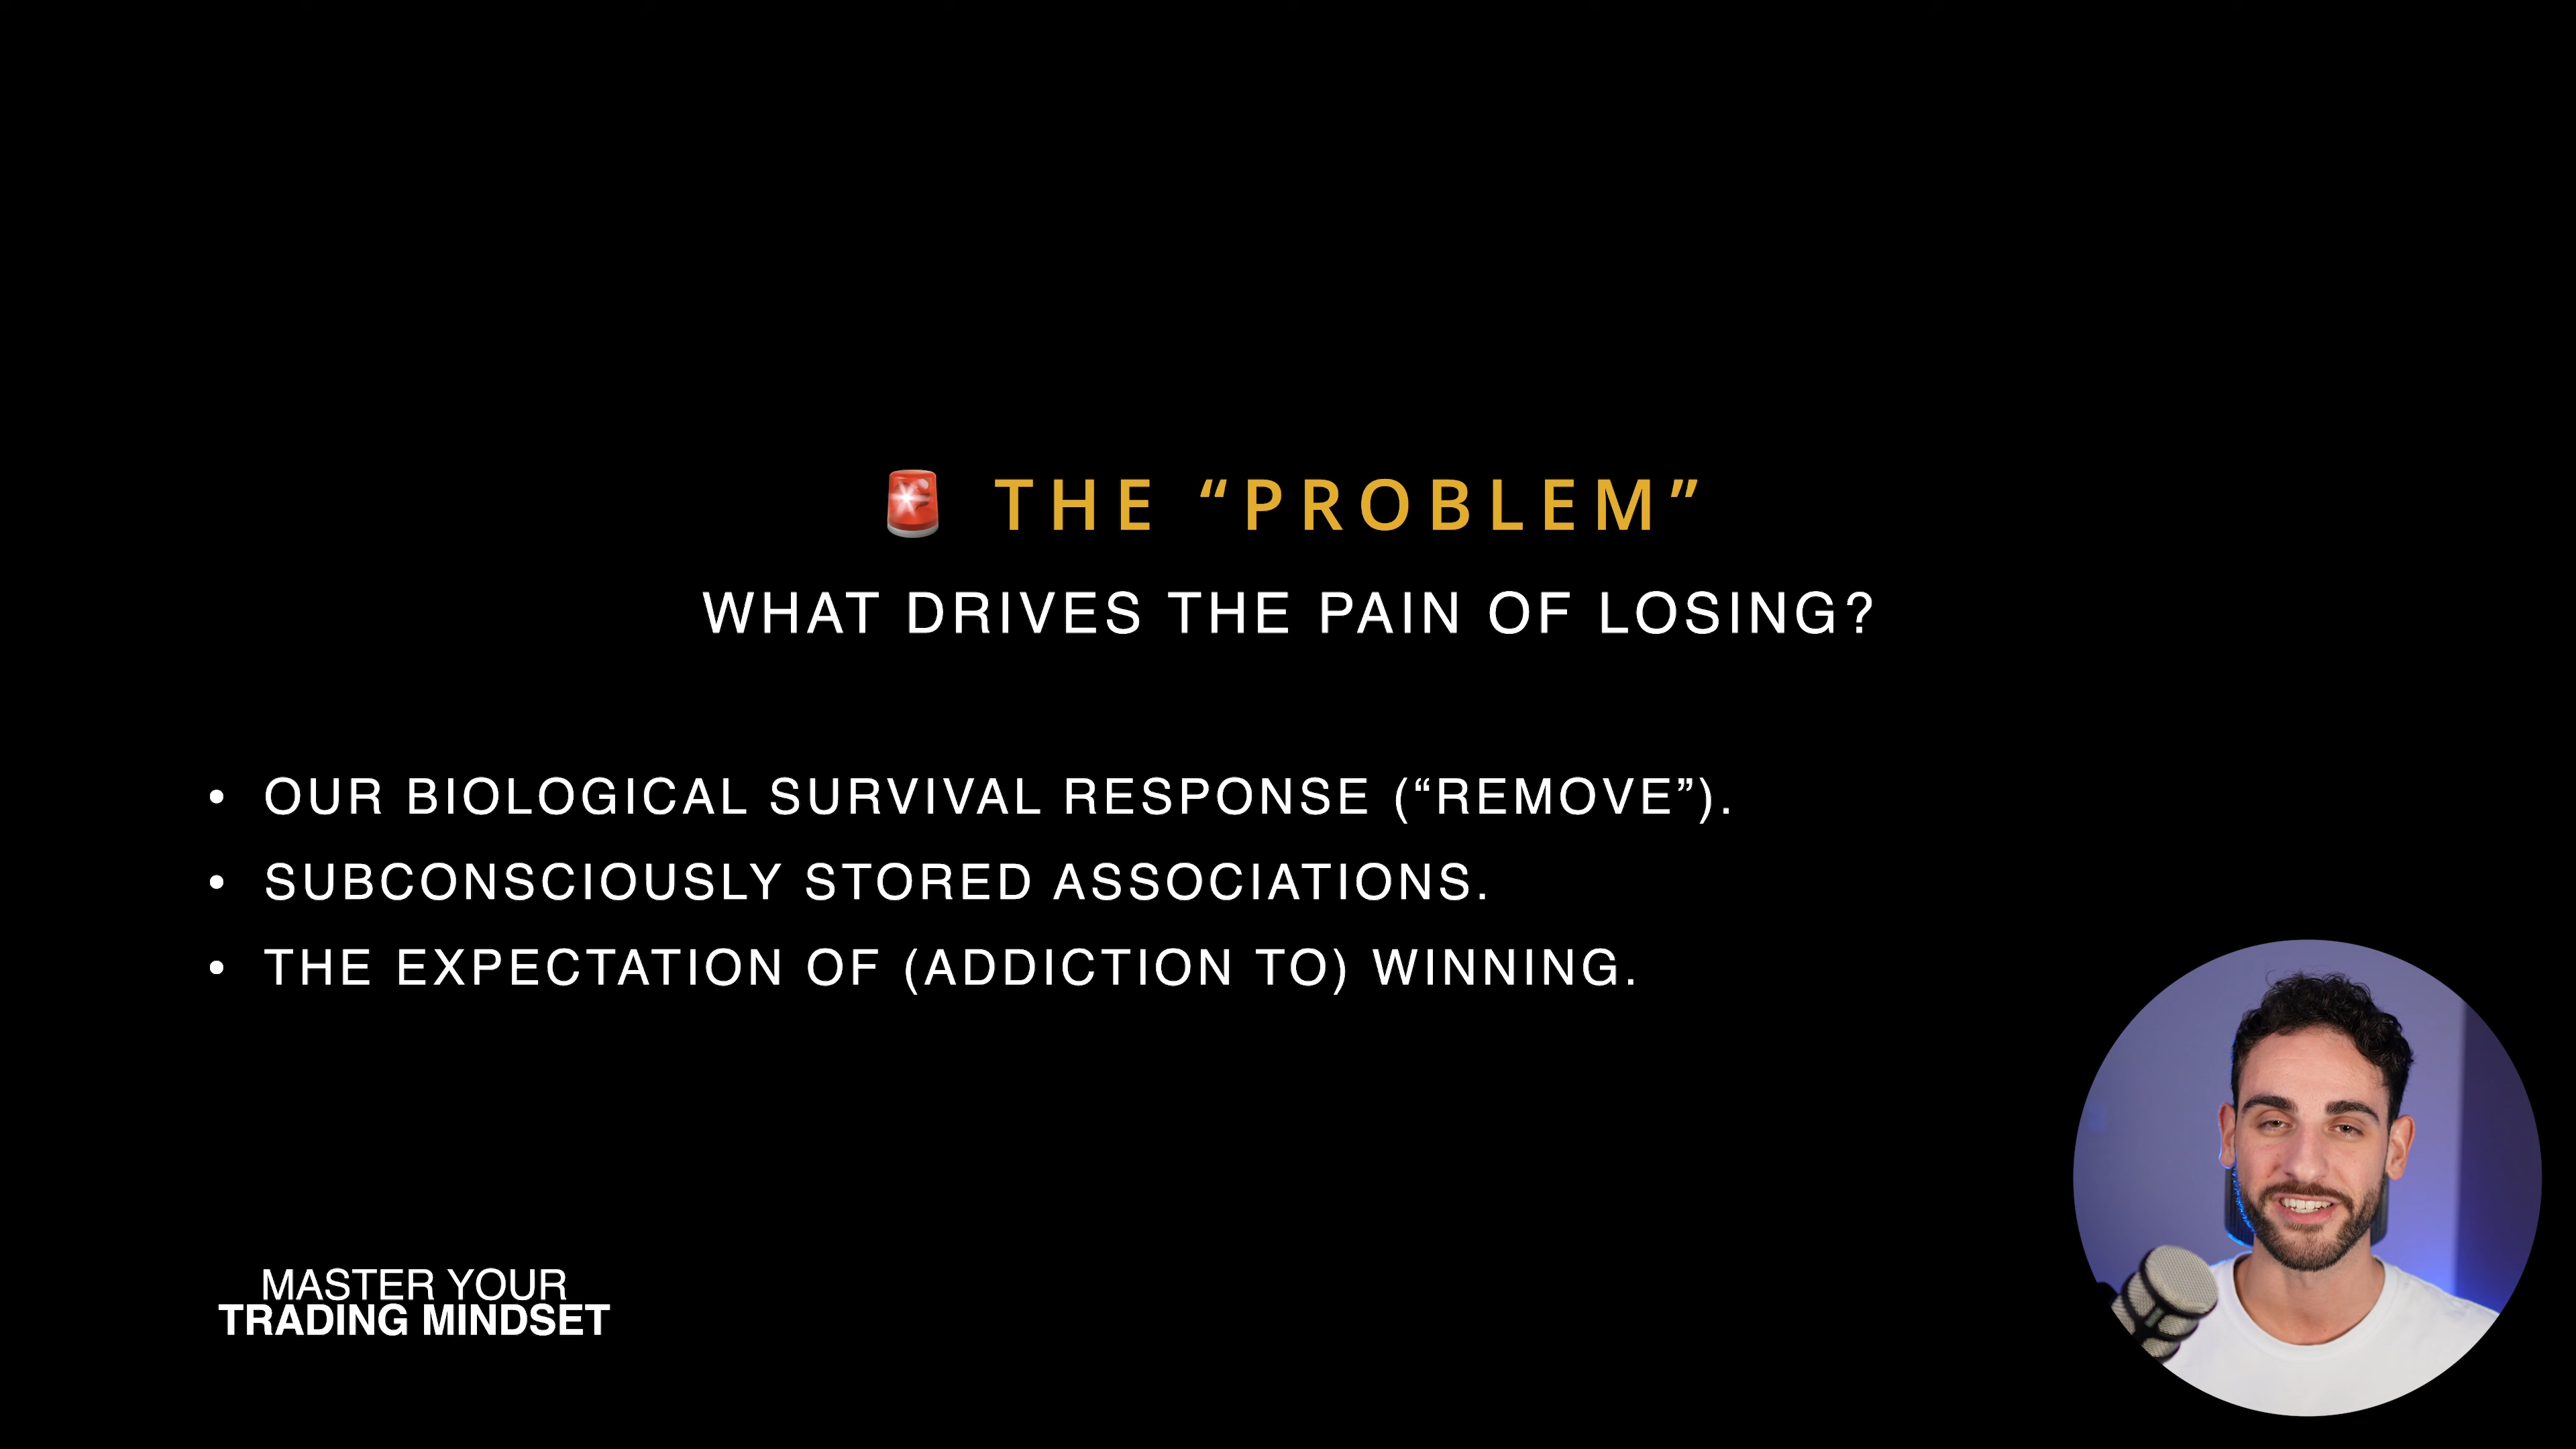 🚨 THE “PROBLEM”
WHAT DRIVES THE PAIN OF LOSING?
• OUR BIOLOGICAL SURVIVAL RESPONSE (“REMOVE”).
• SUBCONSCIOUSLY STORED ASSOCIATIONS.
• THE EXPECTATION OF (ADDICTION TO) WINNING.
MASTER YOUR
TRADING MINDSET